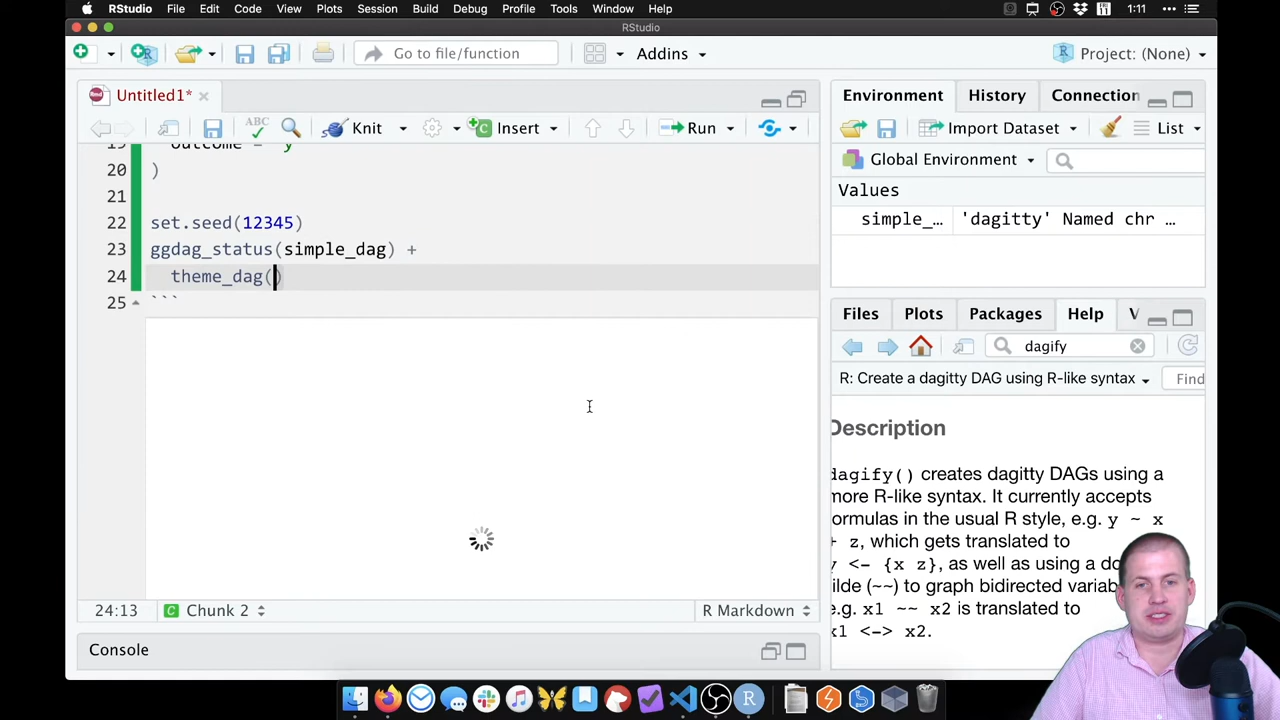 RStudio File Edit Code View Plots Session Build Debug Profile Tools Window Help 1:11
RStudio
Go to file/function Addins Project: (None)
Untitled1*
ABC Knit Insert Run
outcome = "y"
20 )
21
22 set.seed(12345)
23 ggdag_status(simple_dag) +
24 theme_dag()
25 ```
24:13 Chunk 2 R Markdown
Console
Environment History Connection
Import Dataset List
Global Environment
Values
simple_… 'dagitty' Named chr …
Files Plots Packages Help V
dagify
R: Create a dagitty DAG using R-like syntax Find
Description
dagify() creates dagitty DAGs using a
more R-like syntax. It currently accepts
formulas in the usual R style, e.g. y ~ x
+ z, which gets translated to
y <- {x z}, as well as using a do
tilde (~~) to graph bidirected variab
e.g. x1 ~~ x2 is translated to
x1 <-> x2.